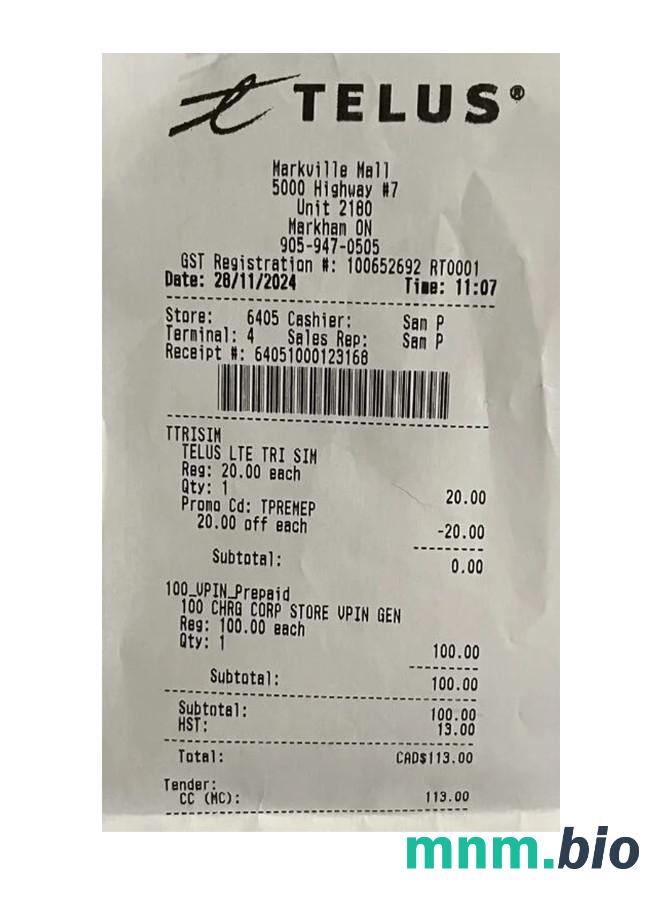 TELUS®
Markville Mall
5000 Highway #7
Unit 2180
Markham ON
905-947-0505
GST Registration #: 100652692 RT0001
Date: 28/11/2024 Time: 11:07
Store: 6405 Cashier: Sam P
Terminal: 4 Sales Rep: Sam P
Receipt #: 64051000123168
TTRISIM
TELUS LTE TRI SIM
Reg: 20.00 each
Qty: 1 20.00
Promo Cd: TPREMEP
20.00 off each -20.00
Subtotal: 0.00
100_VPIN_Prepaid
100 CHRG CORP STORE VPIN GEN
Reg: 100.00 each
Qty: 1 100.00
Subtotal: 100.00
Subtotal: 100.00
HST: 13.00
Total: CAD$113.00
Tender:
CC (MC): 113.00
mnm.bio